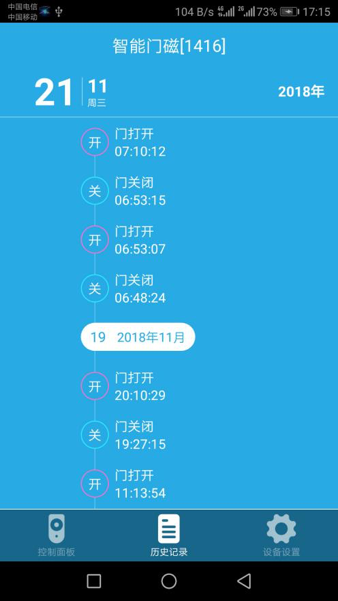 中国电信
中国移动
104 B/s 4G 2G 73% 17:15
智能门磁[1416]
21 11 周三 2018年
开 门打开
07:10:12
关 门关闭
06:53:15
开 门打开
06:53:07
关 门关闭
06:48:24
19 2018年11月
开 门打开
20:10:29
关 门关闭
19:27:15
开 门打开
11:13:54
控制面板 历史记录 设备设置